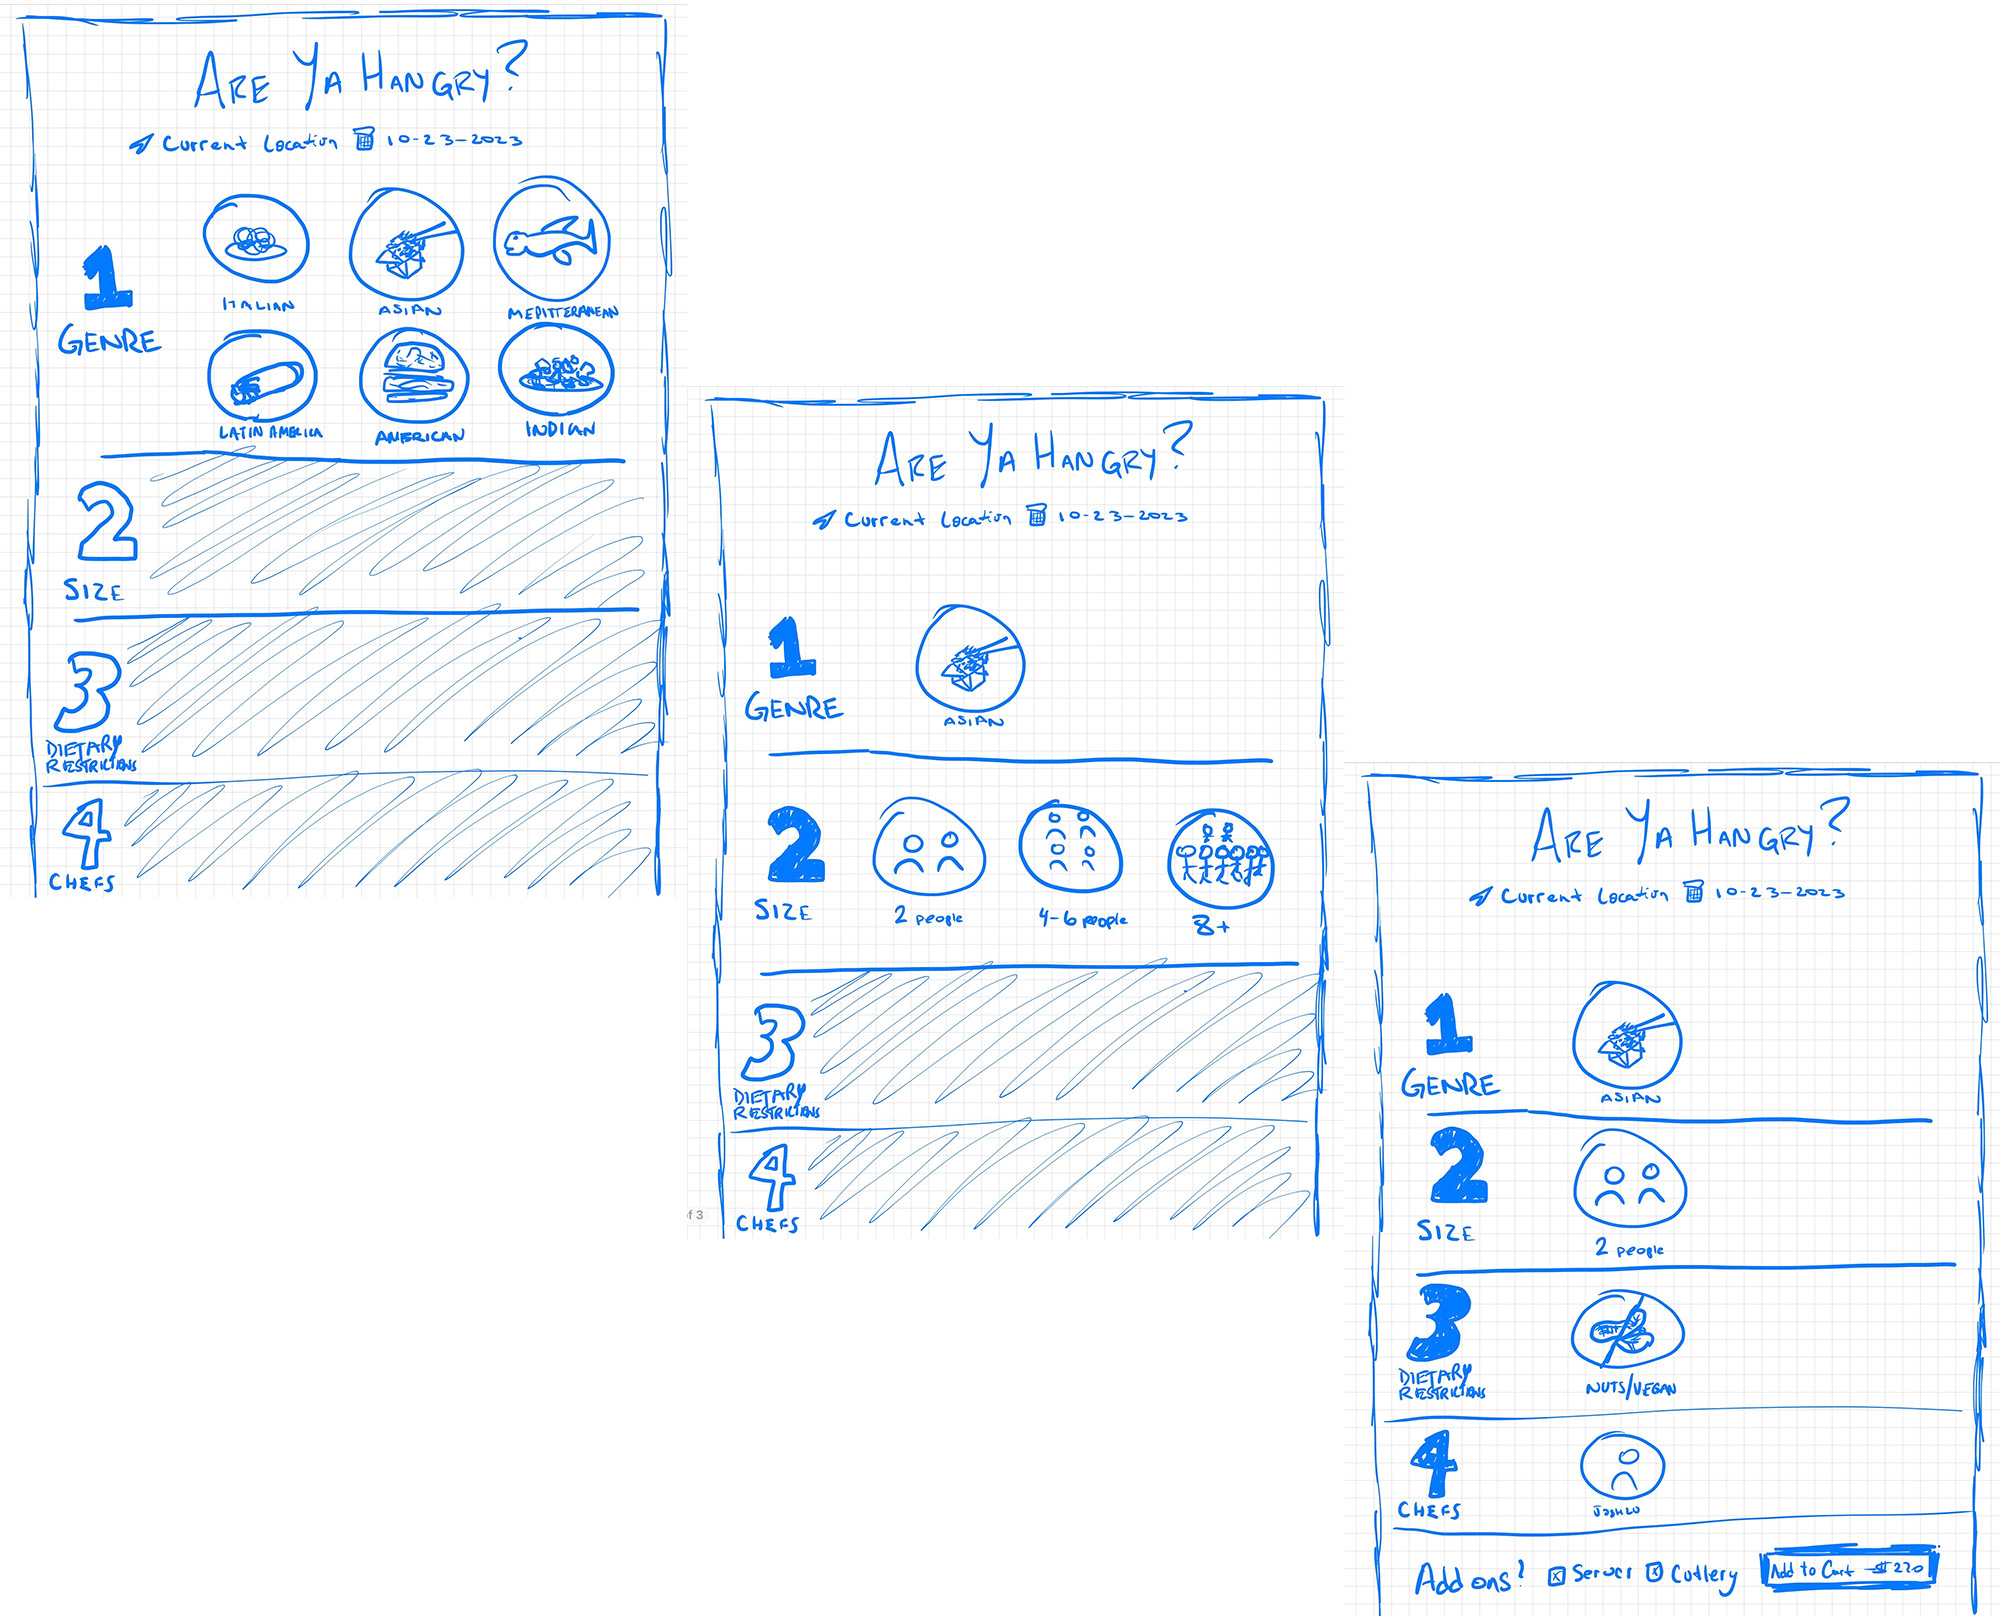 ARE YA HANGRY?
Current Location 10-23-2023
ITALIAN ASIAN MEDITTERANEAN
1
GENRE
LATIN AMERICA AMERICAN INDIAN
2
SIZE
3
DIETARY
RESTRICTIONS
4
CHEFS
ARE YA HANGRY?
Current Location 10-23-2023
1
GENRE
ASIAN
2
SIZE
2 people 4-6 people 8+
3
DIETARY
RESTRICTIONS
4
CHEFS
f 3
ARE YA HANGRY?
Current Location 10-23-2023
1
GENRE
ASIAN
2
SIZE
2 people
3
DIETARY
RESTRICTIONS
NUTS/VEGAN
4
CHEFS
Add ons? Server Cutlery Add to Cart $220